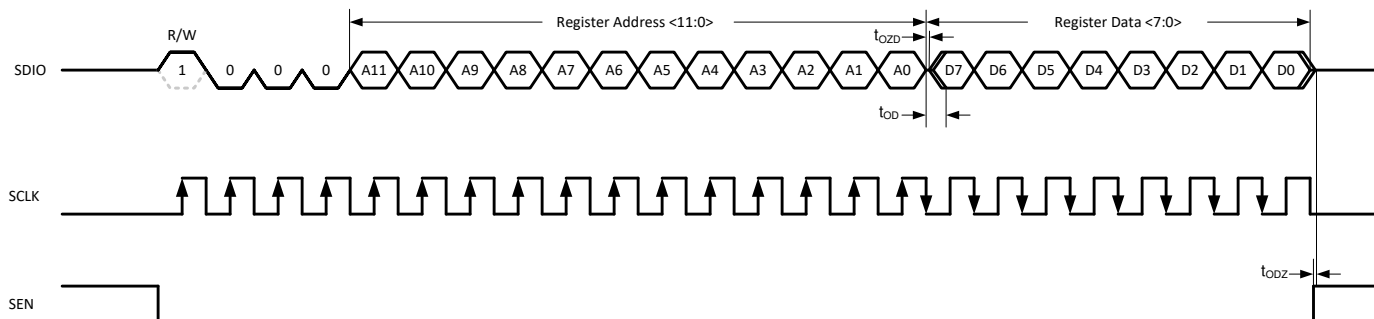 Register Address <11:0> Register Data <7:0>
R/W tOZD
SDIO 1 0 0 0 A11 A10 A9 A8 A7 A6 A5 A4 A3 A2 A1 A0 D7 D6 D5 D4 D3 D2 D1 D0
tOD
SCLK
tODZ
SEN